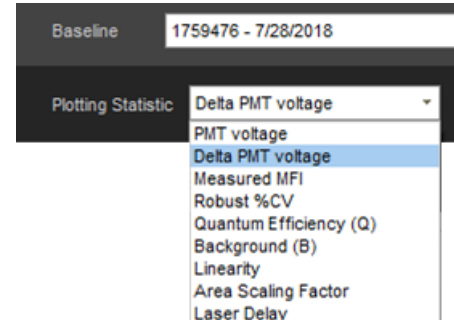 Baseline 1759476 - 7/28/2018
Plotting Statistic Delta PMT voltage
PMT voltage
Delta PMT voltage
Measured MFI
Robust %CV
Quantum Efficiency (Q)
Background (B)
Linearity
Area Scaling Factor
Laser Delay